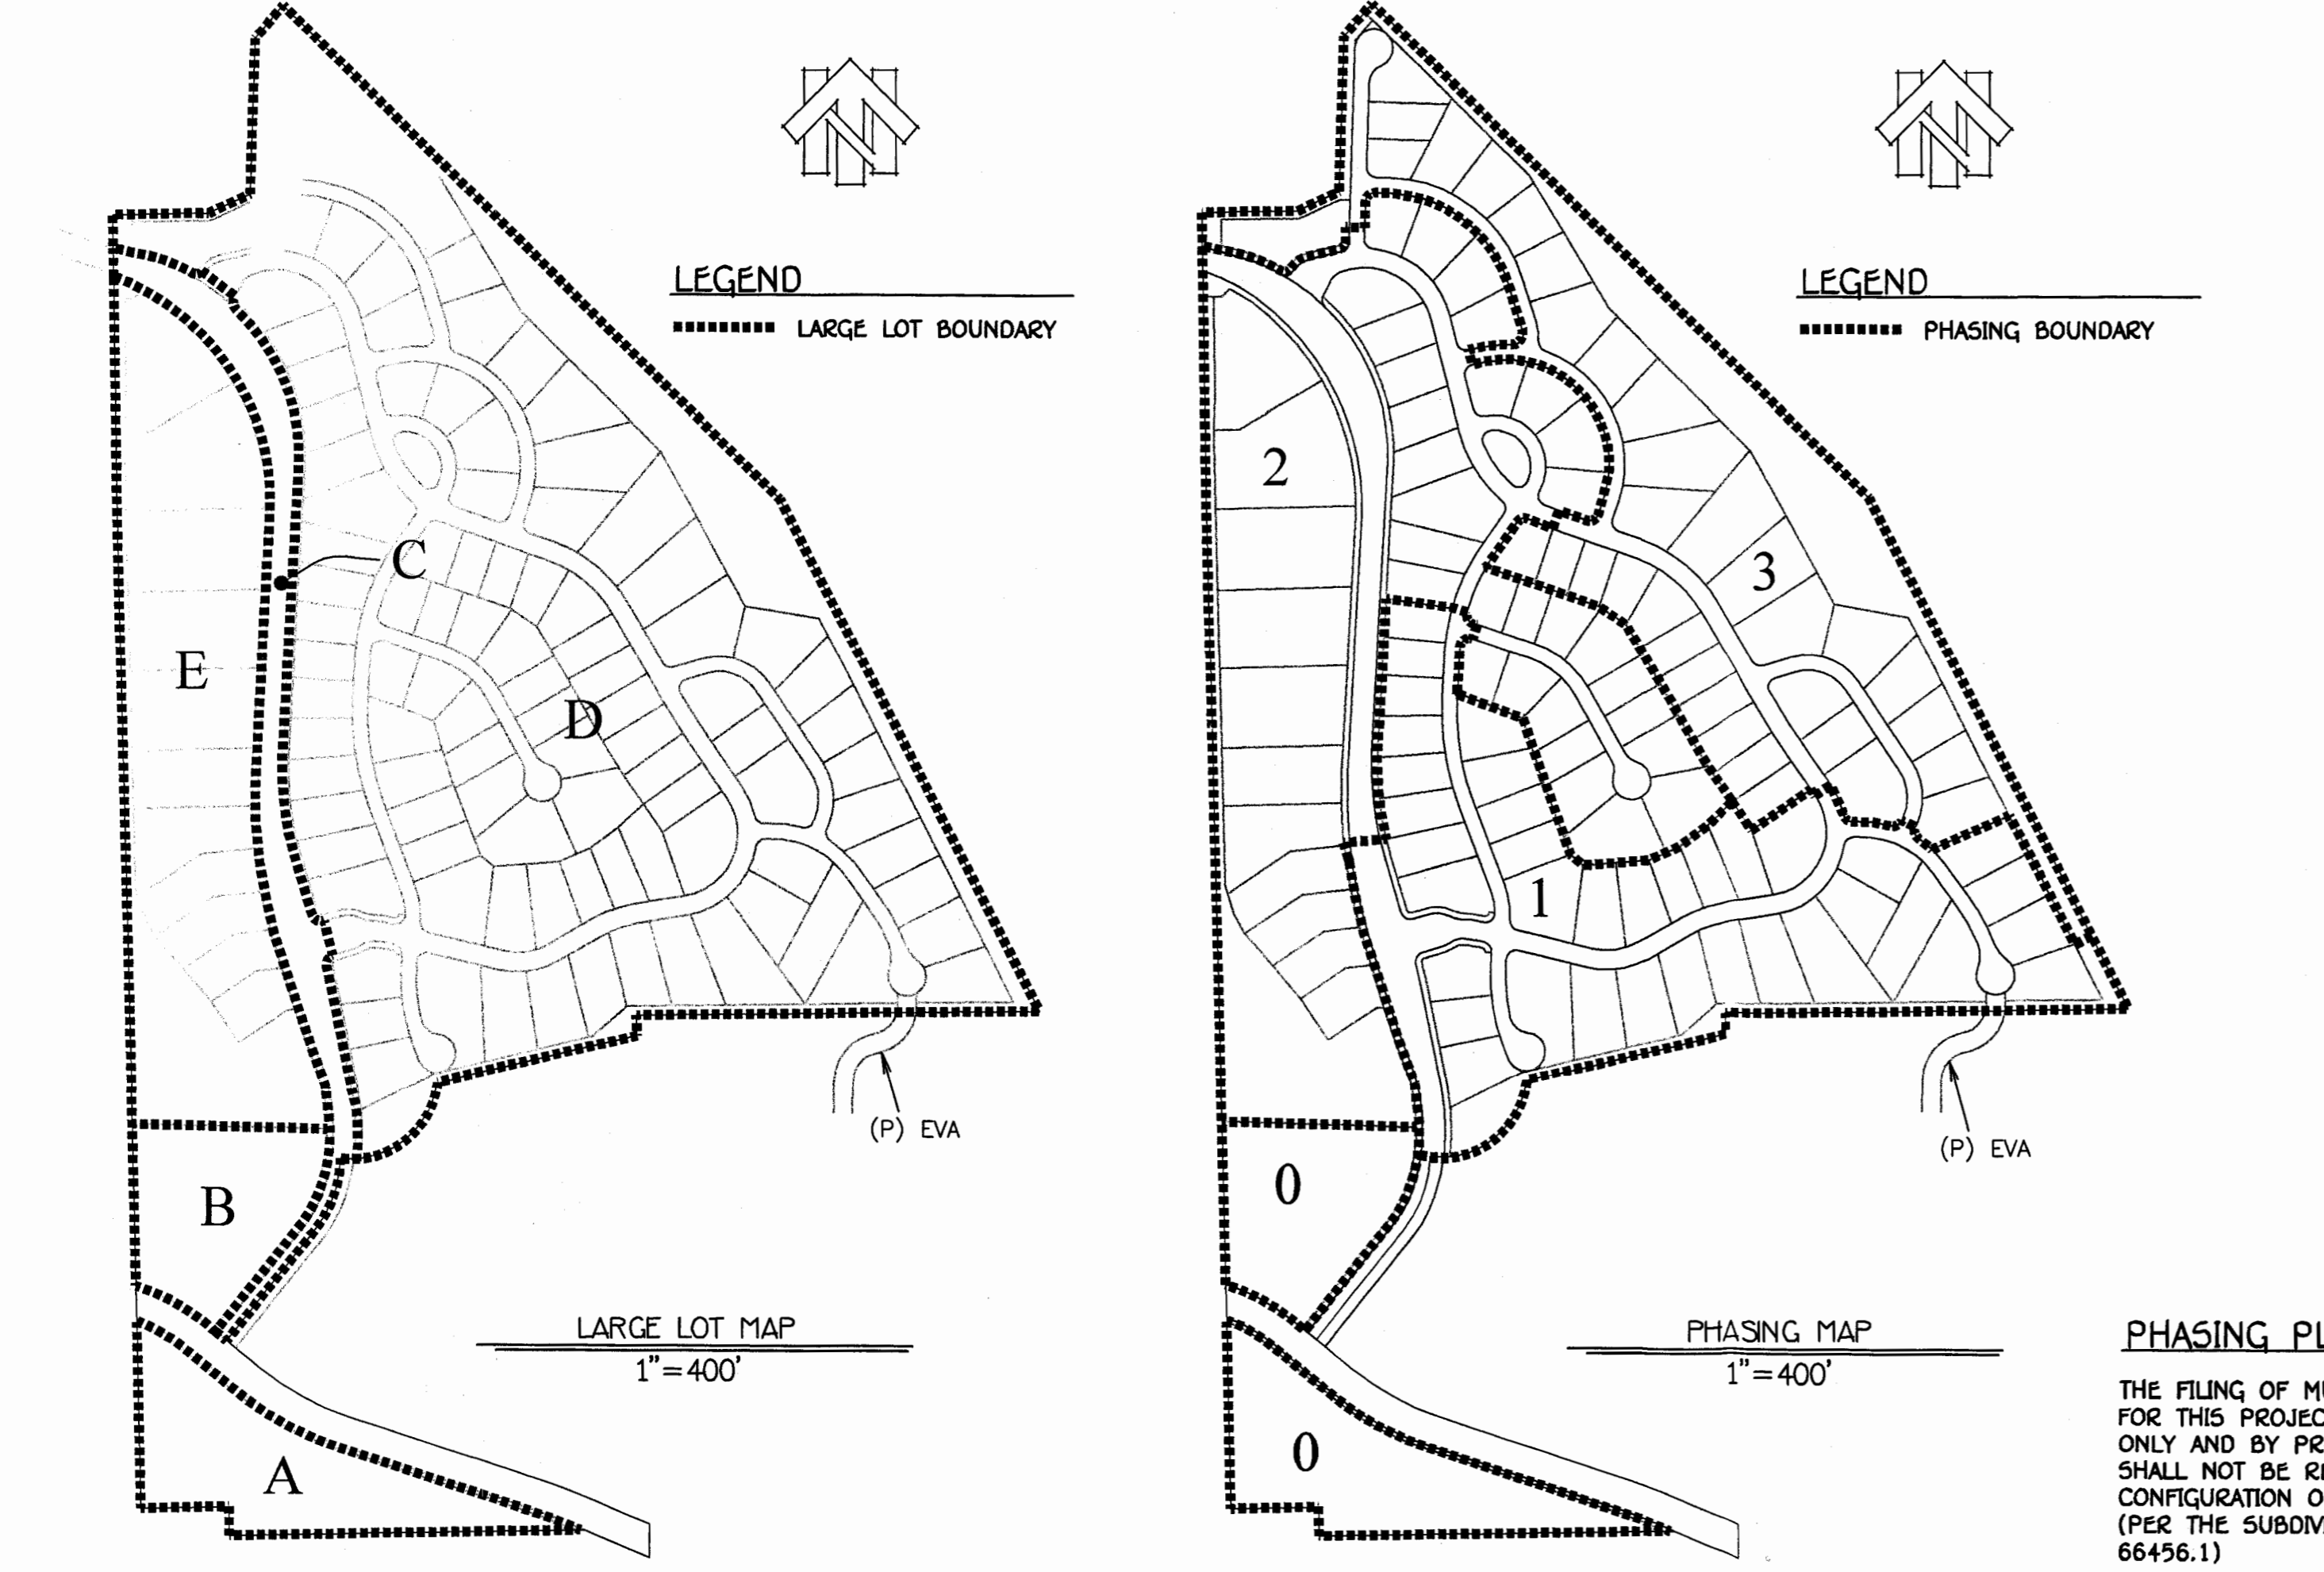 LEGEND
LARGE LOT BOUNDARY
C
E
D
(P) EVA
B
LARGE LOT MAP
1"=400'
A
N
LEGEND
PHASING BOUNDARY
2
3
1
(P) EVA
0
PHASING MAP
1"=400'
0
N
PHASING
THE FILING OF
FOR THIS
ONLY AND BY
SHALL NOT BE
CONFIGURATION
(PER THE
66456.1)